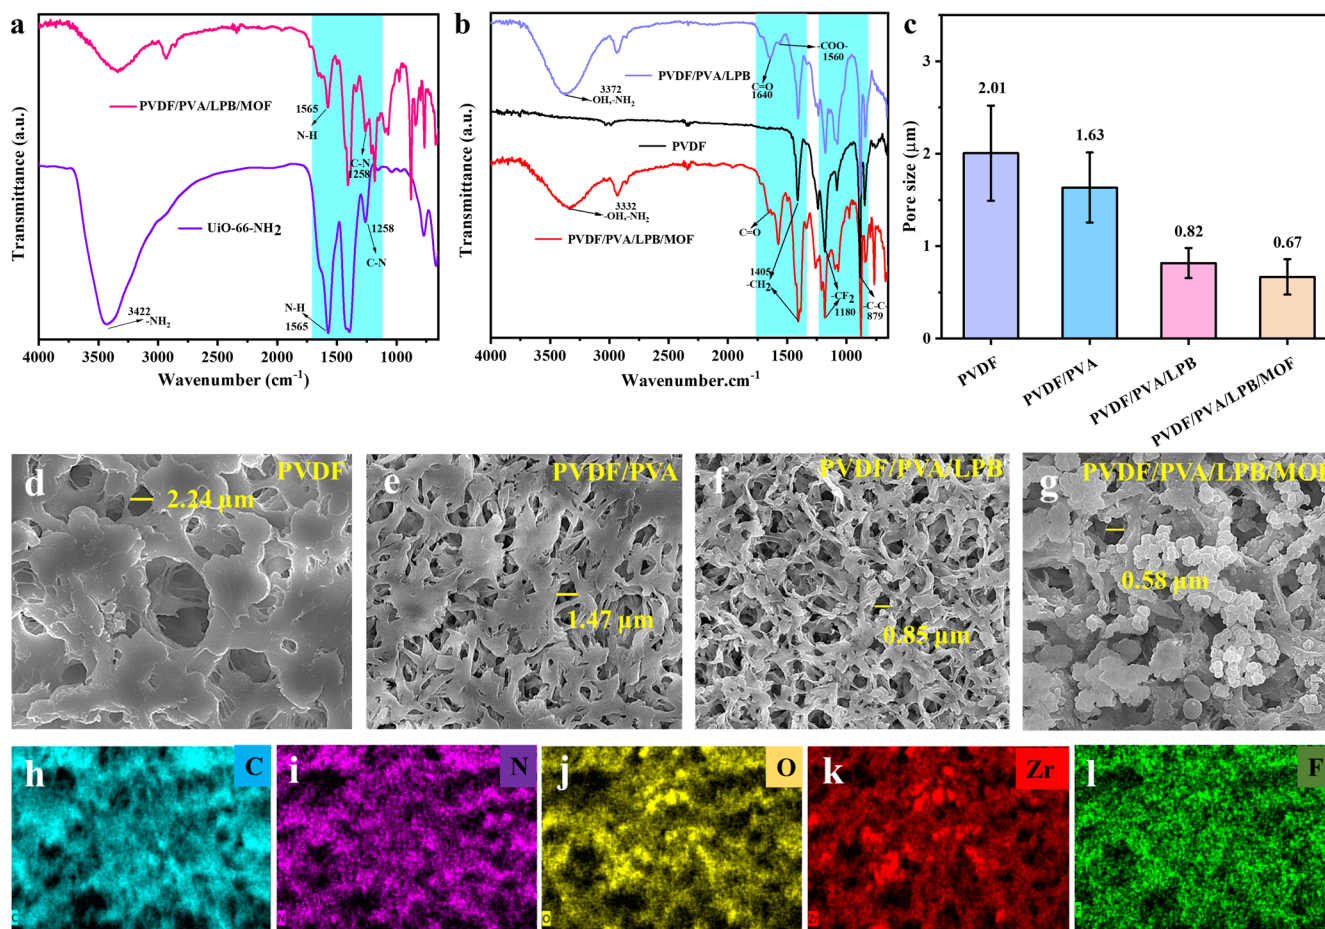 a
PVDF/PVA/LPB/MOF
1565
N-H
C-N
1258
UiO-66-NH2
1258
C-N
N-H
1565
3422
-NH2
Transmittance (a.u.)
4000 3500 3000 2500 2000 1500 1000
Wavenumber (cm-1)
b
-COO-
1560
PVDF/PVA/LPB
C=O
1640
3372
-OH,-NH2
PVDF
3332
-OH,-NH2
C=O
PVDF/PVA/LPB/MOF
1405
-CH2
-CF2
1180
-C-C-
879
Transmittance (a.u.)
4000 3500 3000 2500 2000 1500 1000
Wavenumber.cm-1
c
Pore size (μm)
3
2
1
0
2.01
1.63
0.82
0.67
PVDF
PVDF/PVA
PVDF/PVA/LPB
PVDF/PVA/LPB/MOF
d
PVDF
2.24 μm
e
PVDF/PVA
1.47 μm
f
PVDF/PVA/LPB
0.85 μm
g
PVDF/PVA/LPB/MOF
0.58 μm
h
C
i
N
j
O
k
Zr
l
F